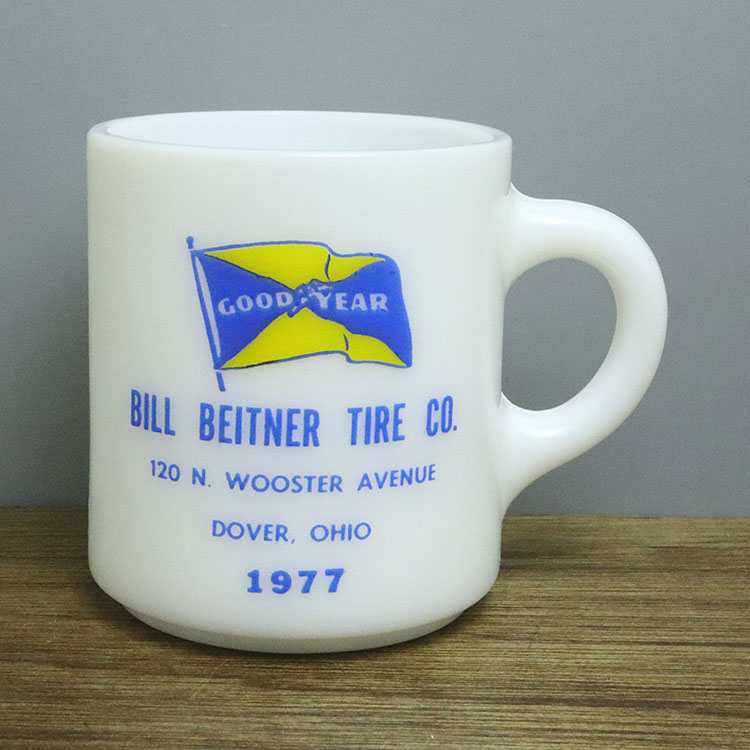 GOOD YEAR
BILL BEITNER TIRE CO.
120 N. WOOSTER AVENUE
DOVER, OHIO
1977